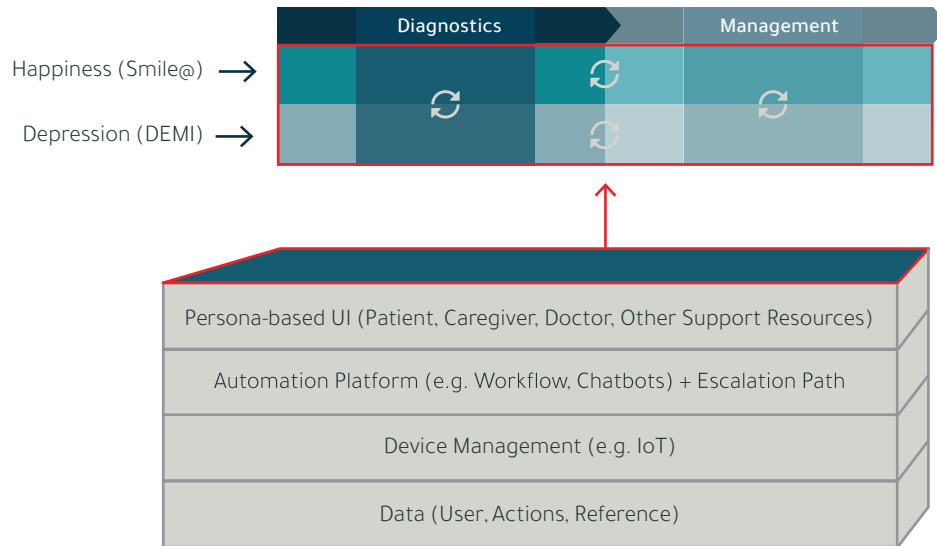 Diagnostics
Management
Happiness (Smile@)
Depression (DEMI)
Persona-based UI (Patient, Caregiver, Doctor, Other Support Resources)
Automation Platform (e.g. Workflow, Chatbots) + Escalation Path
Device Management (e.g. IoT)
Data (User, Actions, Reference)